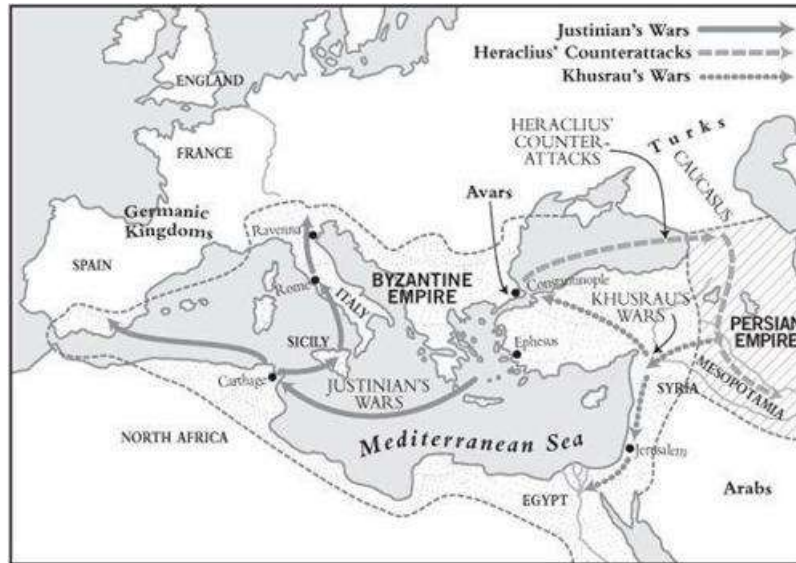 Justinian's Wars
Heraclius' Counterattacks
Khusrau's Wars
ENGLAND
FRANCE
Germanic
Kingdoms
SPAIN
HERACLIUS'
COUNTER-
ATTACKS
Turks
CAUCASUS
Avars
Ravenna
Rome
ITALY
BYZANTINE
EMPIRE
Constantinople
KHUSRAU'S
WARS
PERSIAN
EMPIRE
SICILY
Ephesus
Carthage
JUSTINIAN'S
WARS
SYRIA
MESOPOTAMIA
NORTH AFRICA
Mediterranean Sea
Jerusalem
EGYPT
Arabs